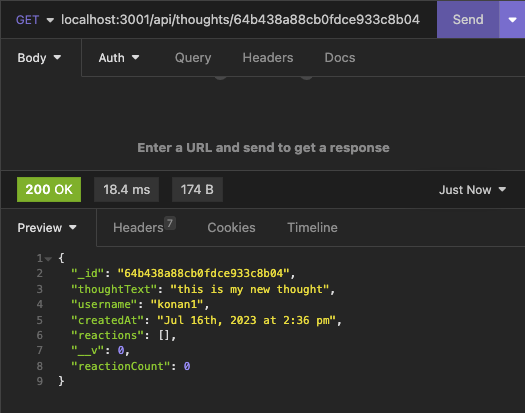 GET localhost:3001/api/thoughts/64b438a88cb0fdce933c8b04 Send
Body Auth Query Headers Docs
Enter a URL and send to get a response
200 OK 18.4 ms 174 B Just Now
Preview Headers 7 Cookies Timeline
1 {
2 "_id": "64b438a88cb0fdce933c8b04",
3 "thoughtText": "this is my new thought",
4 "username": "konan1",
5 "createdAt": "Jul 16th, 2023 at 2:36 pm",
6 "reactions": [],
7 "__v": 0,
8 "reactionCount": 0
9 }